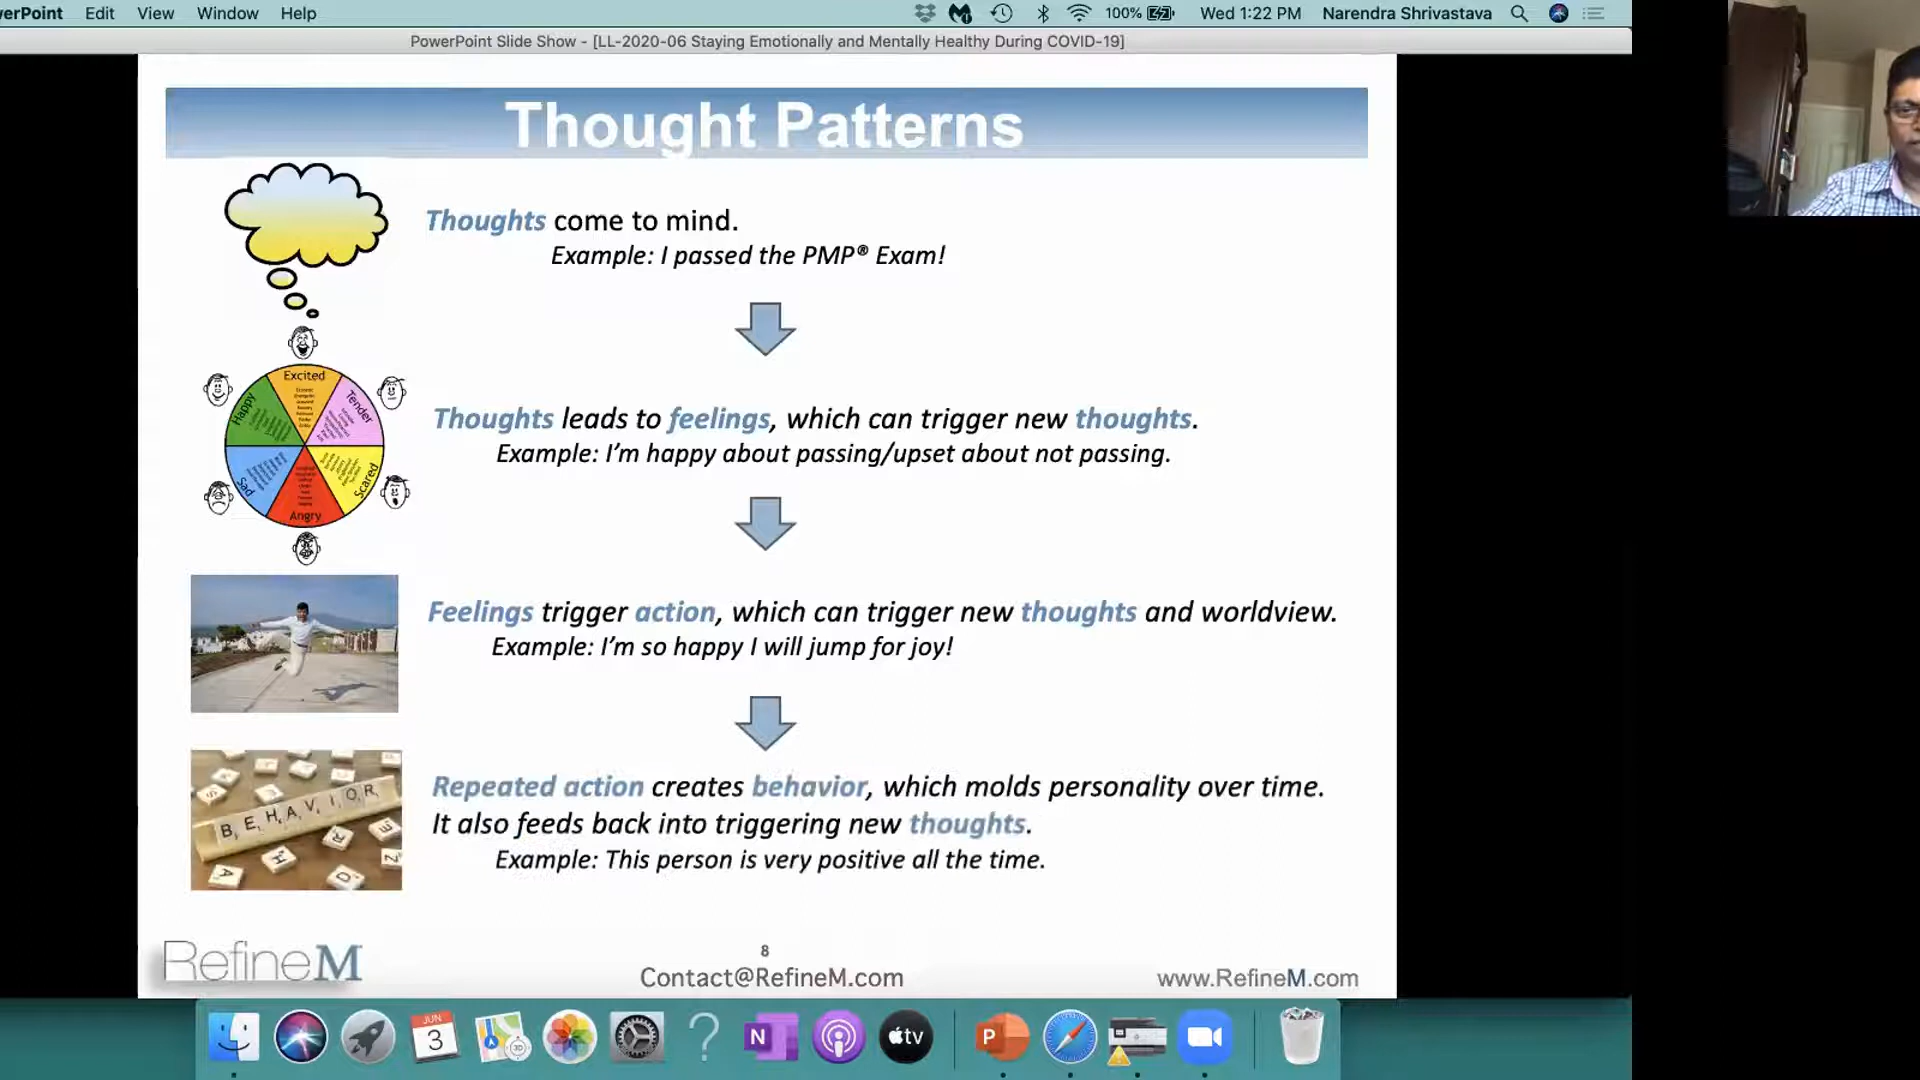 werPoint Edit View Window Help 100% Wed 1:22 PM Narendra Shrivastava
PowerPoint Slide Show - [LL-2020-06 Staying Emotionally and Mentally Healthy During COVID-19]
Thought Patterns
Thoughts come to mind.
Example: I passed the PMP® Exam!
Excited
Happy
Tender
Sad
Scared
Angry
Thoughts leads to feelings, which can trigger new thoughts.
Example: I'm happy about passing/upset about not passing.
Feelings trigger action, which can trigger new thoughts and worldview.
Example: I'm so happy I will jump for joy!
BEHAVIOR
Repeated action creates behavior, which molds personality over time.
It also feeds back into triggering new thoughts.
Example: This person is very positive all the time.
RefineM
8
Contact@RefineM.com
www.RefineM.com
JUN
3
3D
N
tv
P